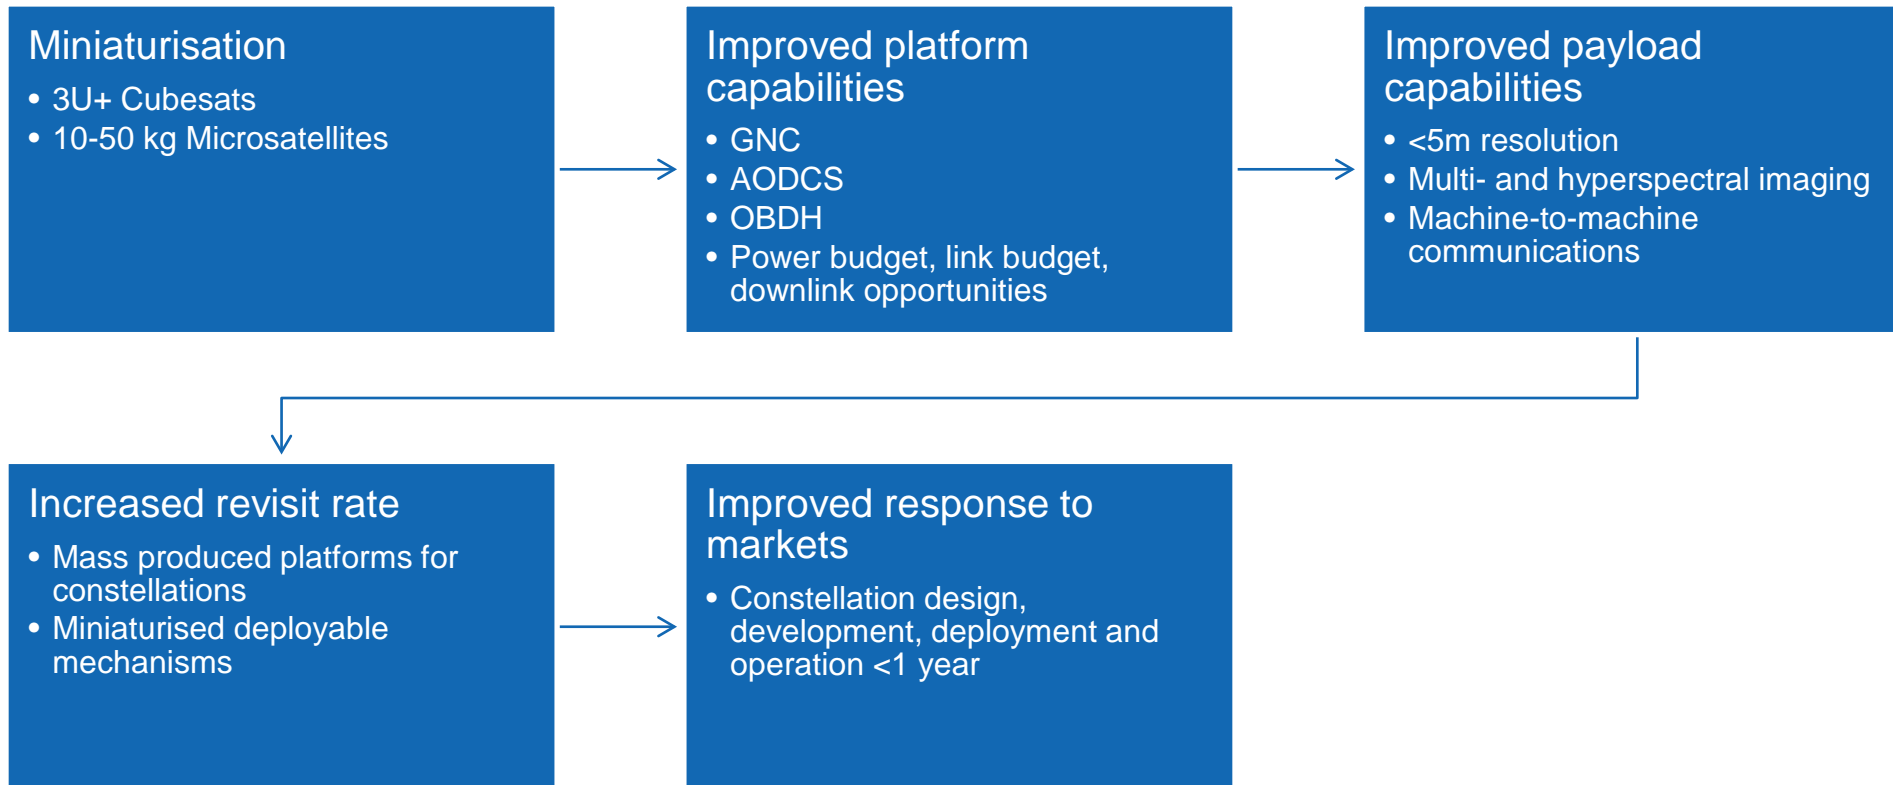 Miniaturisation
• 3U+ Cubesats
• 10-50 kg Microsatellites
Improved platform
capabilities
• GNC
• AODCS
• OBDH
• Power budget, link budget,
downlink opportunities
Improved payload
capabilities
• <5m resolution
• Multi- and hyperspectral imaging
• Machine-to-machine
communications
Increased revisit rate
• Mass produced platforms for
constellations
• Miniaturised deployable
mechanisms
Improved response to
markets
• Constellation design,
development, deployment and
operation <1 year